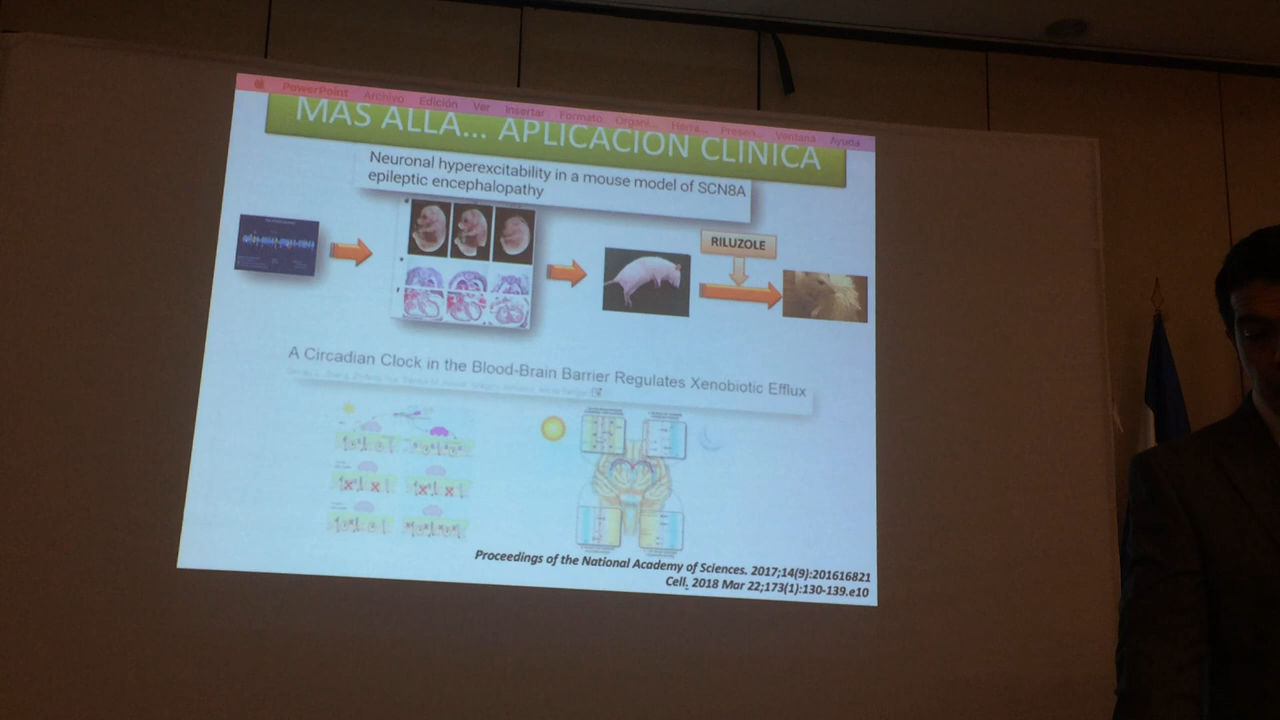 PowerPoint Archivo Edición Ver Insertar Formato Organi... Herra... Presen... Ventana Ayuda
MAS ALLA... APLICACION CLINICA
Neuronal hyperexcitability in a mouse model of SCN8A
epileptic encephalopathy
RILUZOLE
A Circadian Clock in the Blood-Brain Barrier Regulates Xenobiotic Efflux
Proceedings of the National Academy of Sciences. 2017;14(9):201616821
Cell. 2018 Mar 22;173(1):130-139.e10